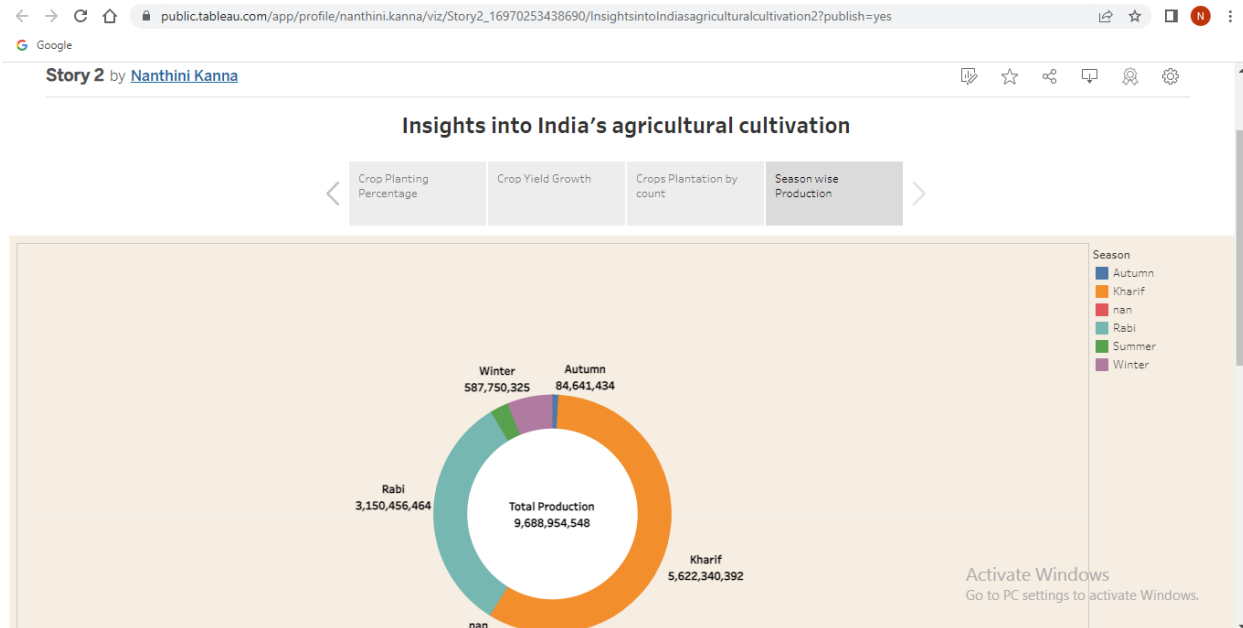 public.tableau.com/app/profile/nanthini.kanna/viz/Story2_16970253438690/InsightsintoIndiasagriculturalcultivation2?publish=yes
N
G Google
Story 2 by Nanthini Kanna
Insights into India's agricultural cultivation
Crop Planting
Percentage
Crop Yield Growth
Crops Plantation by
count
Season wise
Production
Season
Autumn
Kharif
nan
Rabi
Summer
Winter
Winter
587,750,325
Autumn
84,641,434
Rabi
3,150,456,464
Total Production
9,688,954,548
Kharif
5,622,340,392
nan
Activate Windows
Go to PC settings to activate Windows.